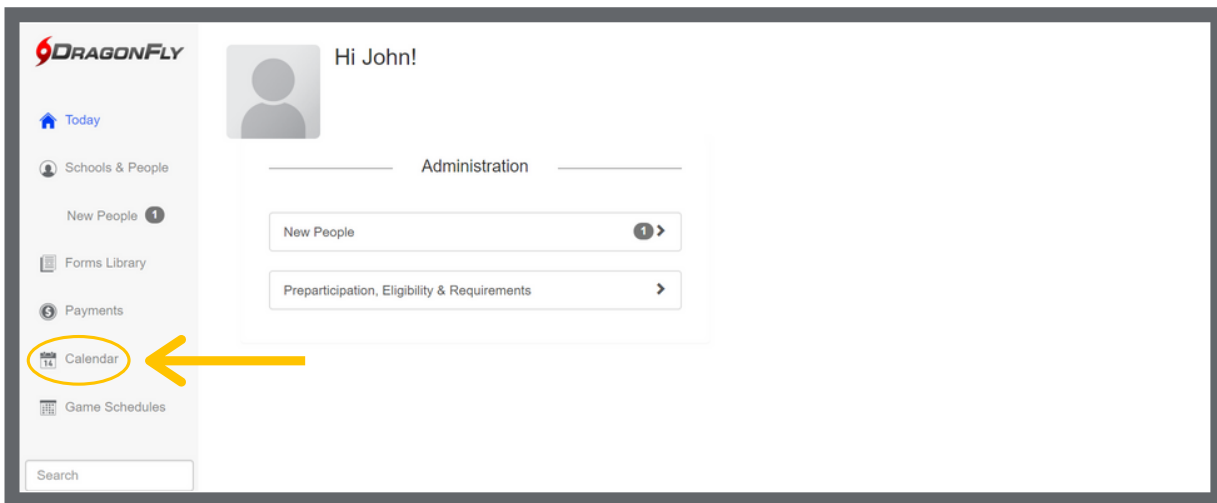 DRAGONFLY
Hi John!
Today
Schools & People
New People 1
Forms Library
Payments
14 Calendar
Game Schedules
Search
Administration
New People 1
Preparticipation, Eligibility & Requirements